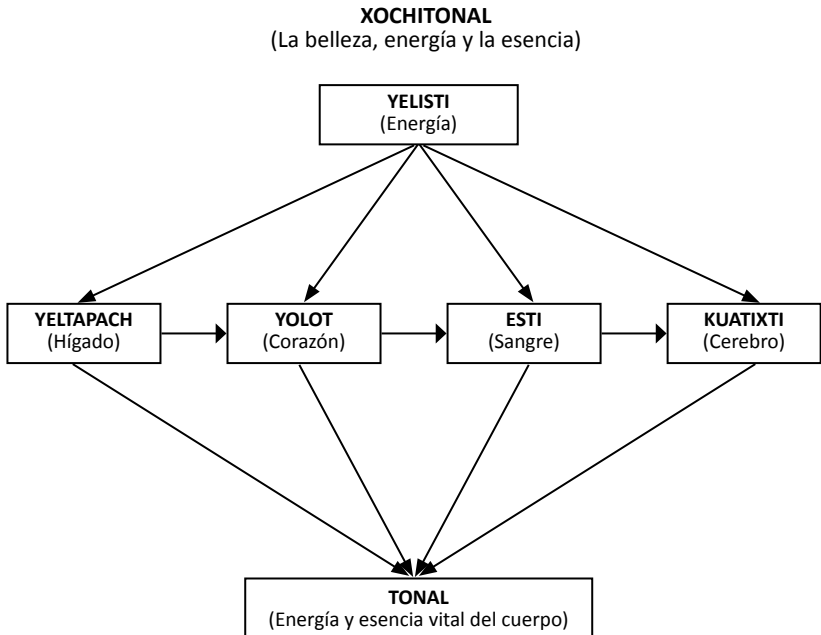 XOCHITONAL
(La belleza, energía y la esencia)
YELISTI
(Energía)
YELTAPACH
(Hígado)
YOLOT
(Corazón)
ESTI
(Sangre)
KUATIXTI
(Cerebro)
TONAL
(Energía y esencia vital del cuerpo)